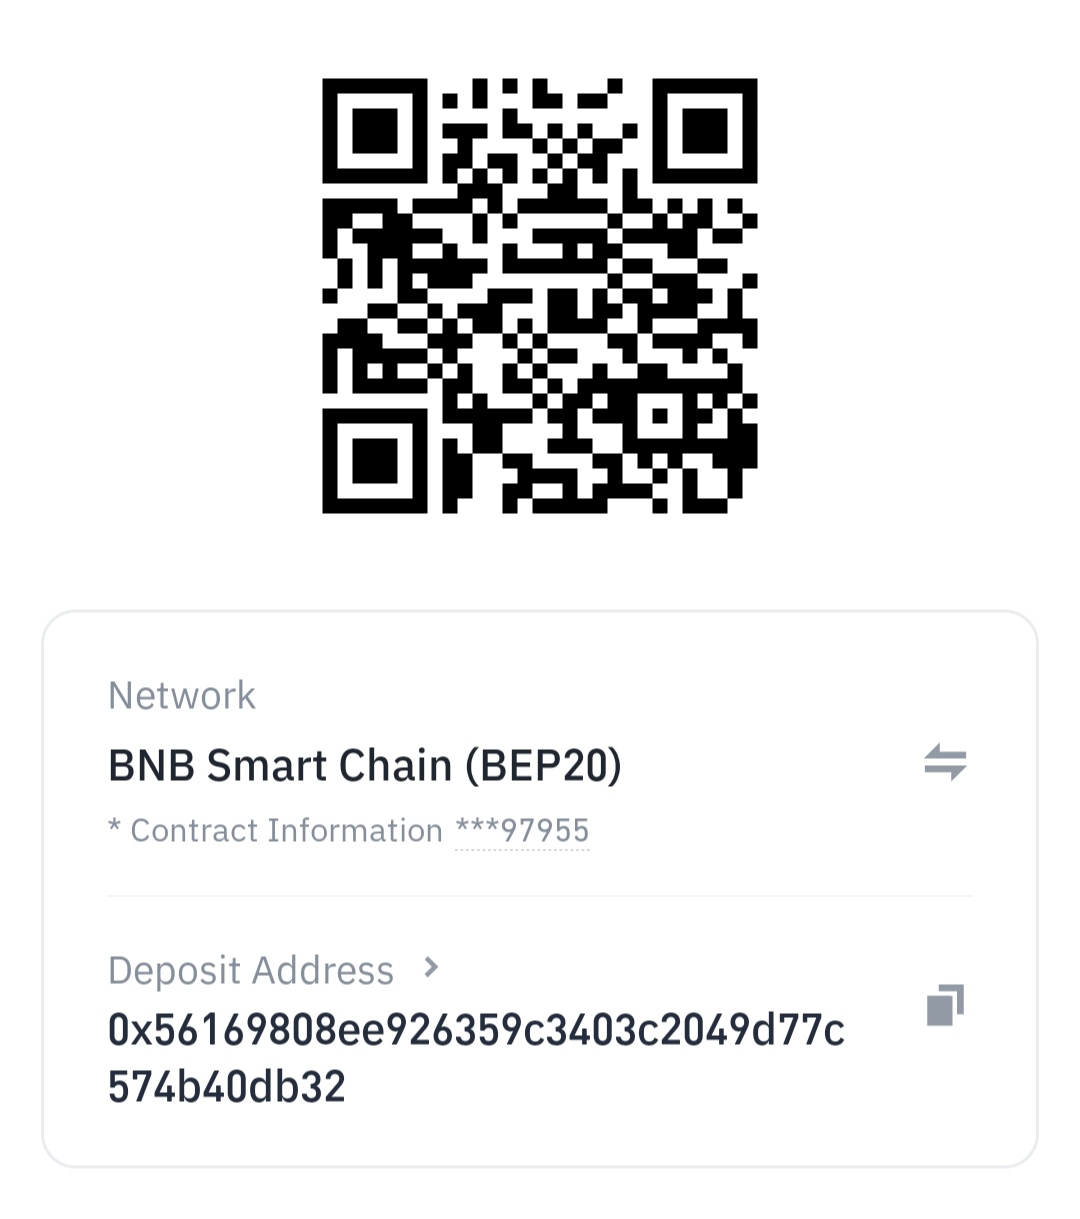 Network
BNB Smart Chain (BEP20)
* Contract Information ***97955
Deposit Address >
0x56169808ee926359c3403c2049d77c
574b40db32